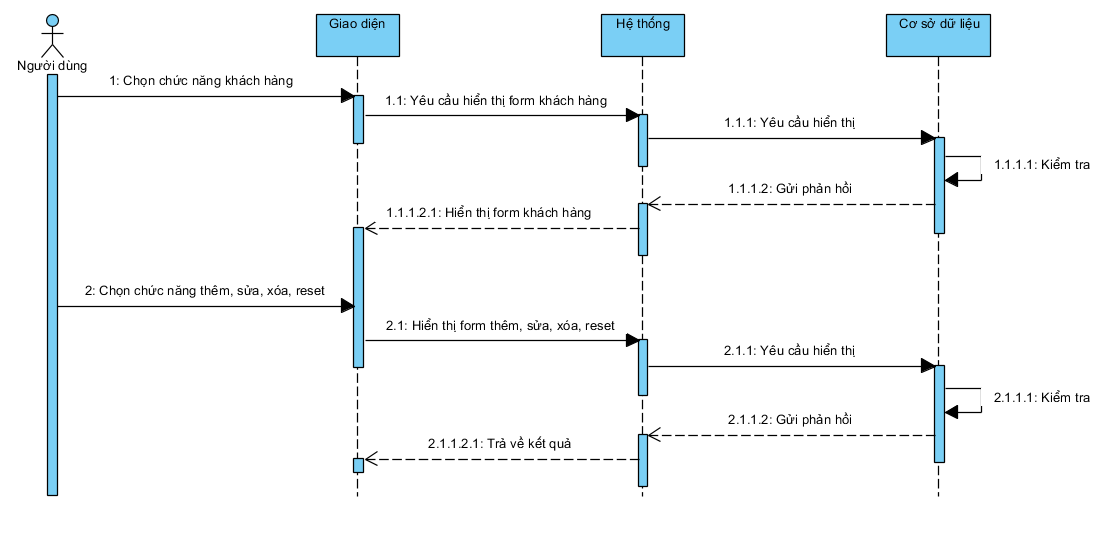 Giao diện
Hệ thống
Cơ sở dữ liệu
Người dùng
1: Chọn chức năng khách hàng
1.1: Yêu cầu hiển thị form khách hàng
1.1.1: Yêu cầu hiển thị
1.1.1.1: Kiểm tra
1.1.1.2: Gửi phản hồi
1.1.1.2.1: Hiển thị form khách hàng
2: Chọn chức năng thêm, sửa, xóa, reset
2.1: Hiển thị form thêm, sửa, xóa, reset
2.1.1: Yêu cầu hiển thị
2.1.1.1: Kiểm tra
2.1.1.2: Gửi phản hồi
2.1.1.2.1: Trả về kết quả